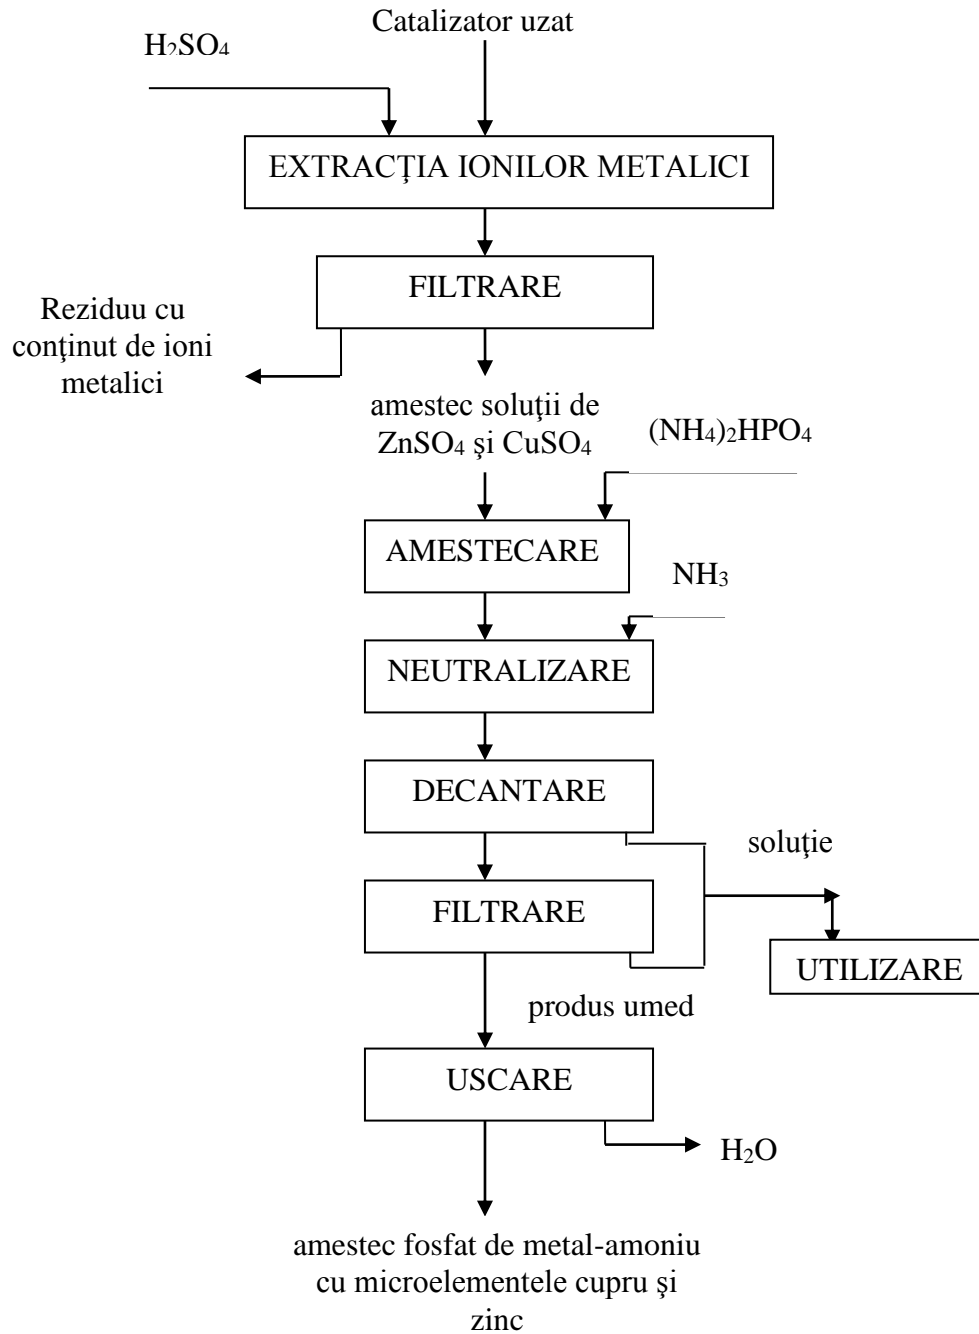 Catalizator uzat
H₂SO₄
EXTRACŢIA IONILOR METALICI
FILTRARE
Reziduu cu
conţinut de ioni
metalici
amestec soluţii de
ZnSO₄ şi CuSO₄
(NH₄)₂HPO₄
AMESTECARE
NH₃
NEUTRALIZARE
DECANTARE
soluţie
FILTRARE
UTILIZARE
produs umed
USCARE
H₂O
amestec fosfat de metal-amoniu
cu microelementele cupru şi
zinc